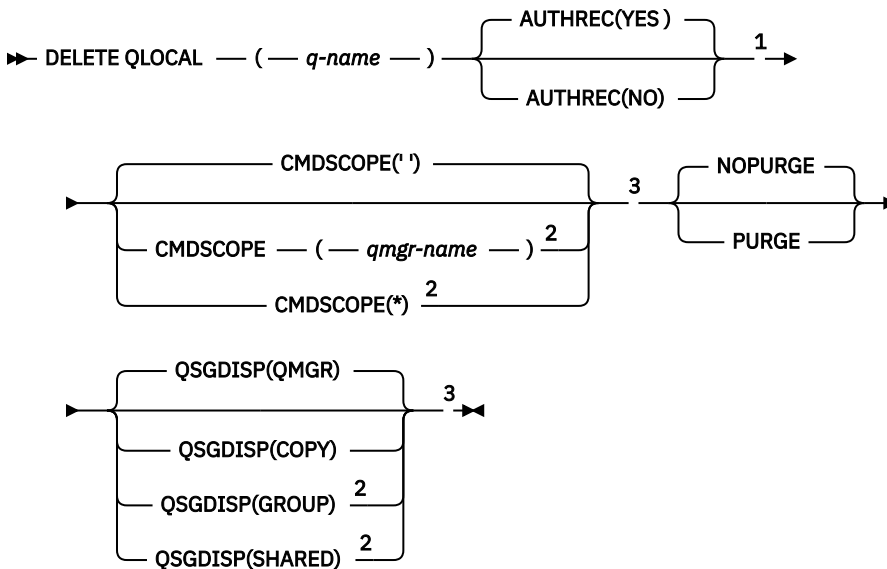 AUTHREC(YES )
DELETE QLOCAL ( q-name ) 1
AUTHREC(NO)
CMDSCOPE(' ') NOPURGE
3
CMDSCOPE ( qmgr-name ) 2 PURGE
CMDSCOPE(*) 2
QSGDISP(QMGR)
3
QSGDISP(COPY)
QSGDISP(GROUP) 2
QSGDISP(SHARED) 2